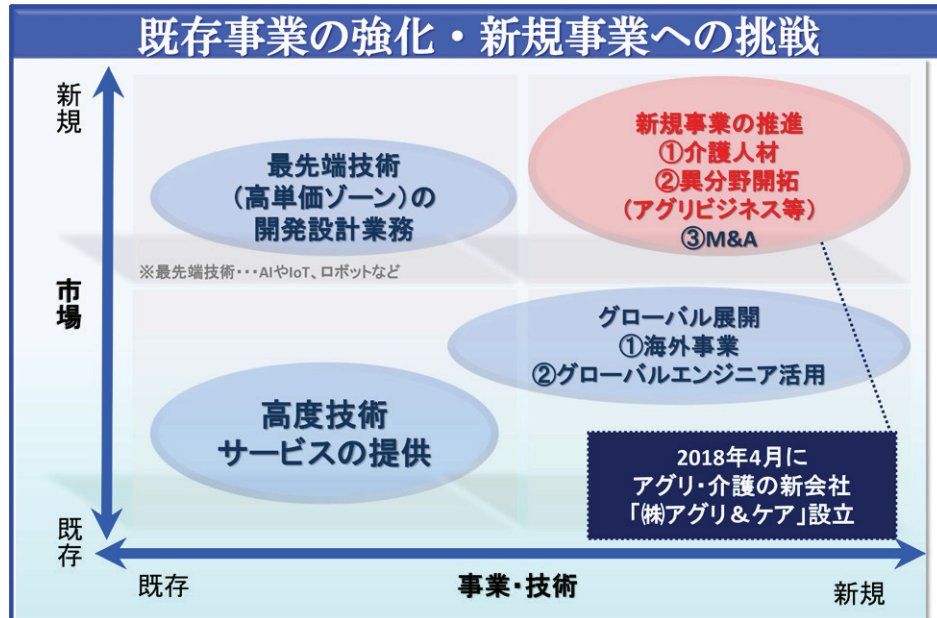 既存事業の強化・新規事業への挑戦
新規
最先端技術
(高単価ゾーン)の
開発設計業務
※最先端技術・・・AIやIoT、ロボットなど
新規事業の推進
①介護人材
②異分野開拓
(アグリビジネス等)
③M&A
市場
グローバル展開
①海外事業
②グローバルエンジニア活用
高度技術
サービスの提供
2018年4月に
アグリ・介護の新会社
「㈱アグリ&ケア」設立
既存
既存
事業・技術
新規